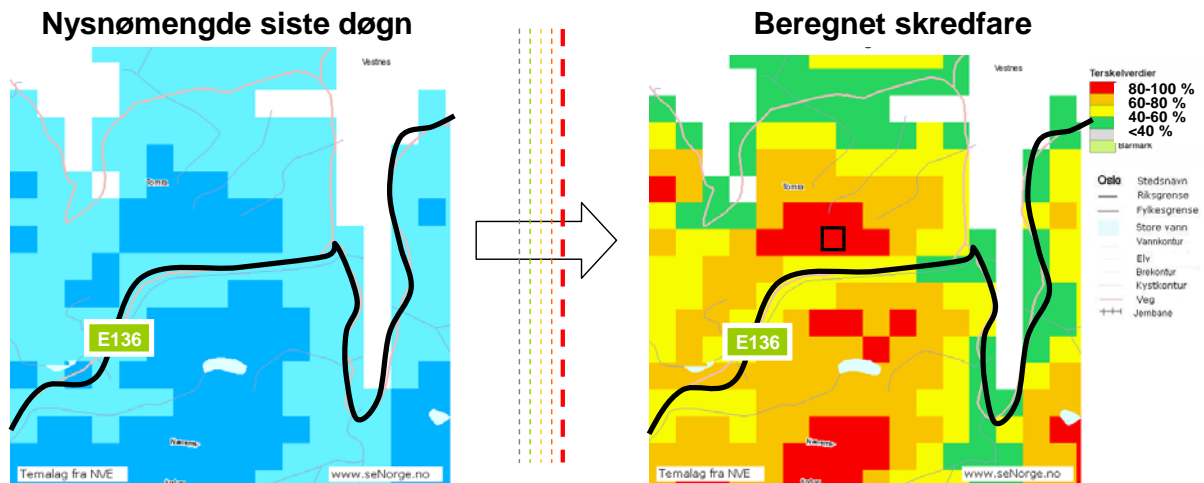 Nysnømengde siste døgn
Beregnet skredfare
Vestnes
Tomra
E136
Temalag fra NVE
www.seNorge.no
Vestnes
Tomra
E136
Temalag fra NVE
www.seNorge.no
Terskelverdier
80-100 %
60-80 %
40-60 %
<40 %
Barmark
Oslo Stedsnavn
Riksgrense
Fylkesgrense
Store vann
Vannkontur
Elv
Brekontur
Kystkontur
Veg
Jernbane